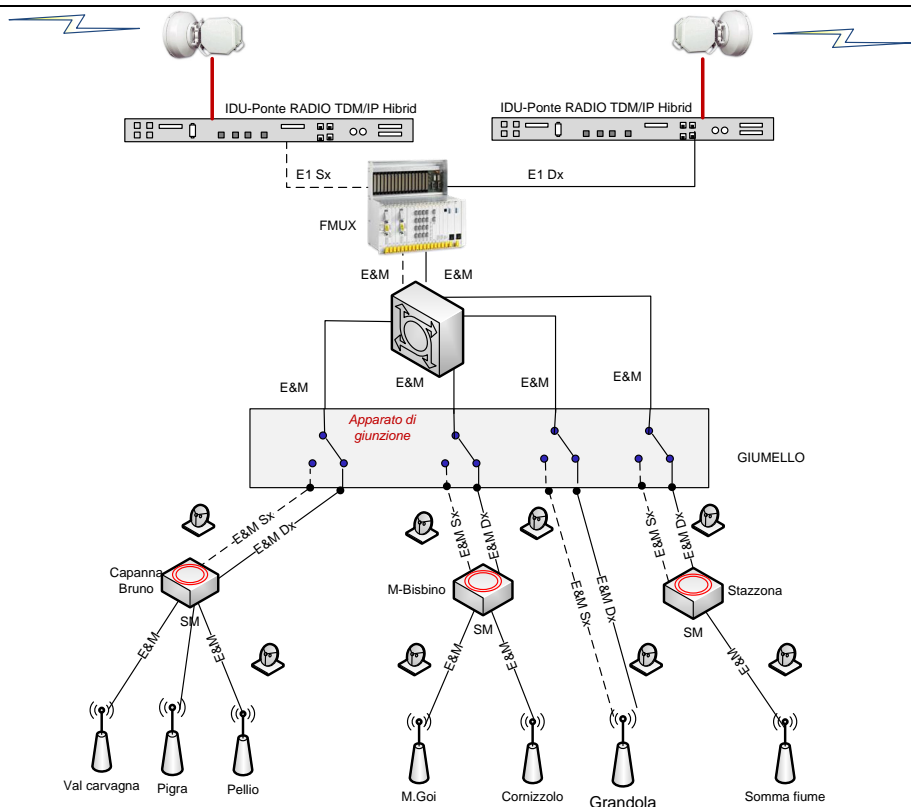 IDU-Ponte RADIO TDM/IP Hibrid
IDU-Ponte RADIO TDM/IP Hibrid
E1 Sx
E1 Dx
FMUX
E&M
E&M
E&M
E&M
E&M
E&M
Apparato di
giunzione
GIUMELLO
E&M Sx
E&M Dx
E&M Sx
E&M Dx
E&M Sx
E&M Dx
E&M Sx
E&M Dx
Capanna
Bruno
SM
M-Bisbino
SM
Stazzona
SM
E&M
E&M
E&M
E&M
E&M
Val carvagna
Pigra
Pellio
M.Goi
Cornizzolo
Grandola
Somma fiume